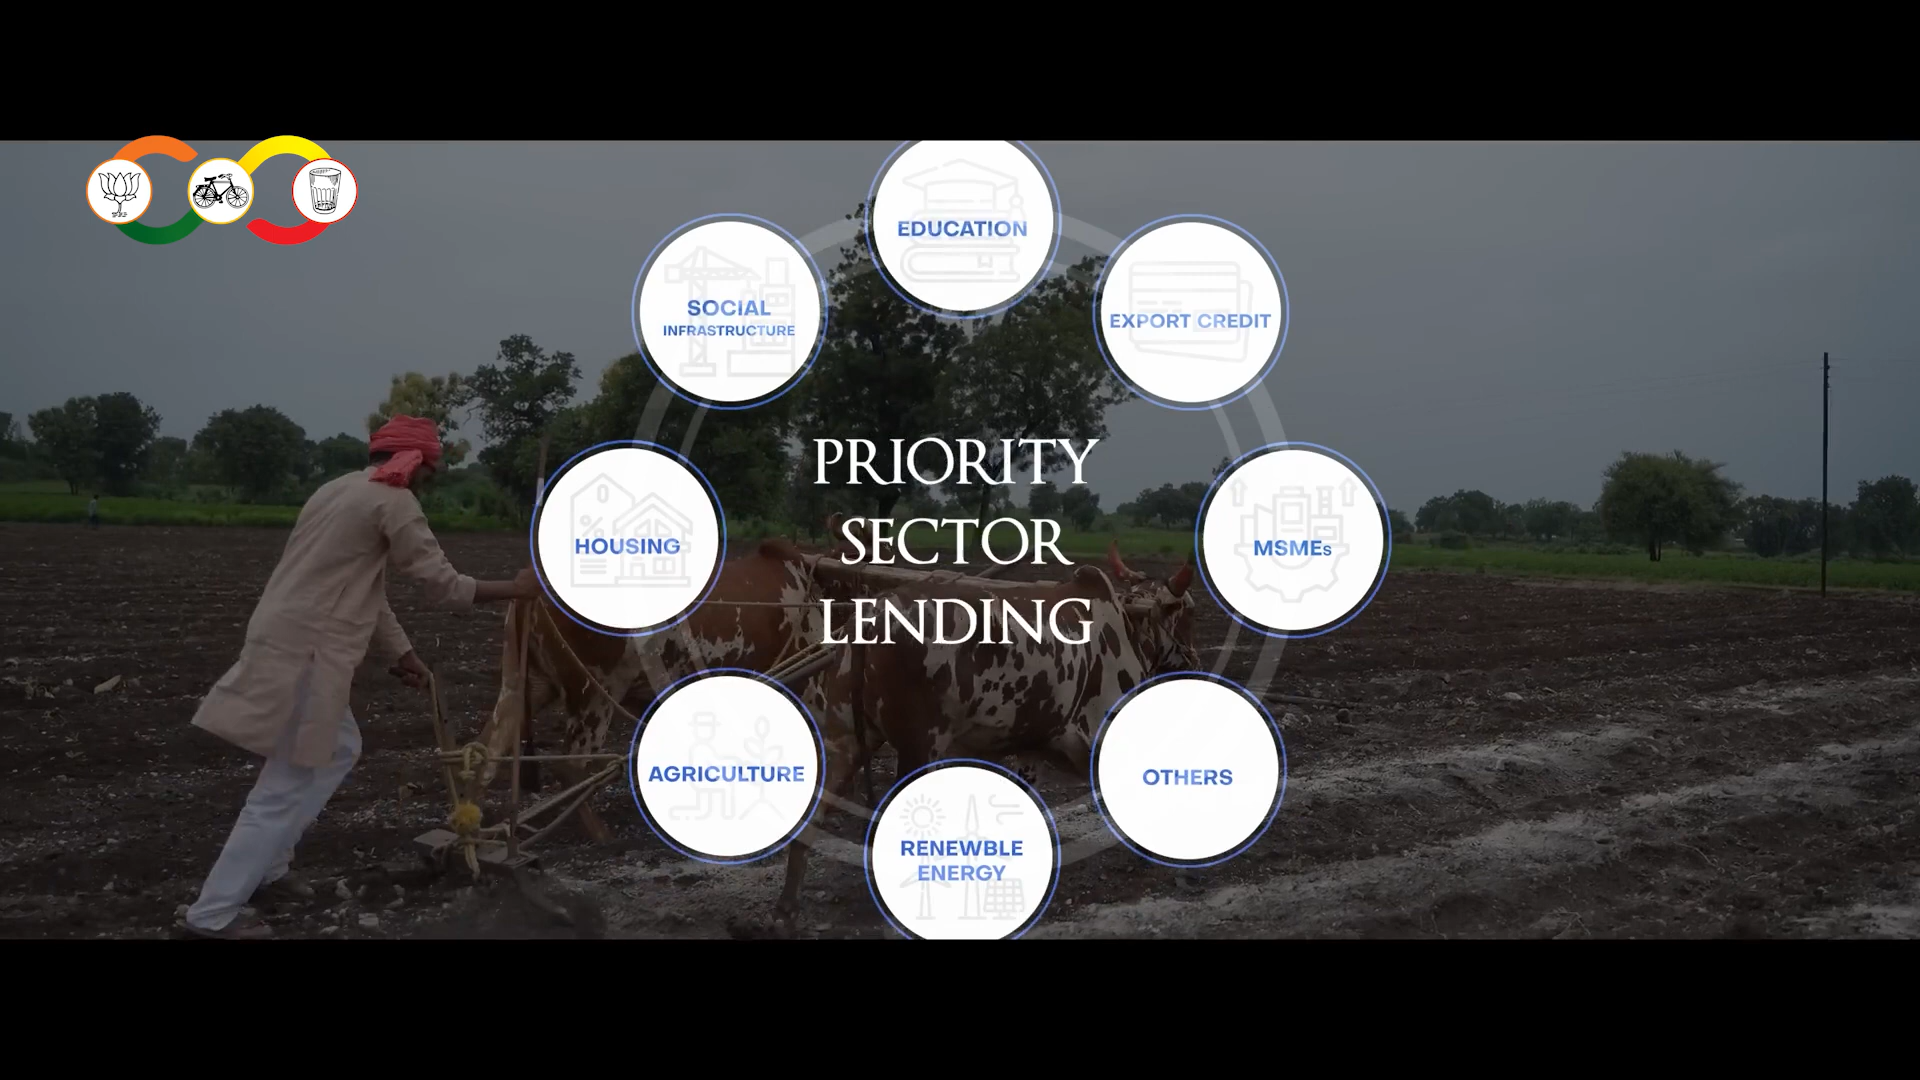 EDUCATION
SOCIAL
INFRASTRUCTURE
EXPORT CREDIT
PRIORITY
SECTOR
LENDING
HOUSING
MSMEs
AGRICULTURE
OTHERS
RENEWBLE
ENERGY